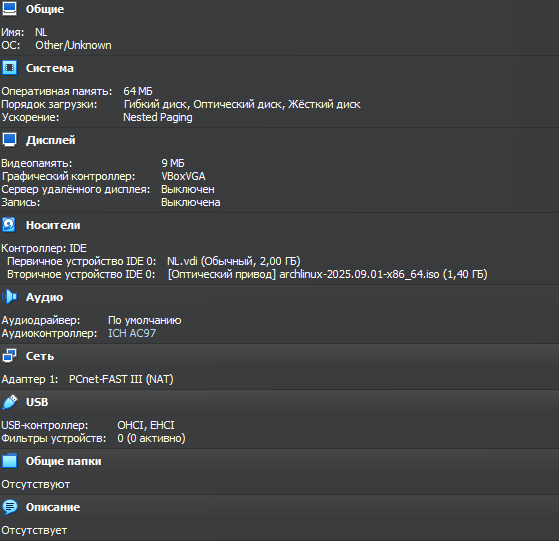 Общие
Имя: NL
ОС: Other/Unknown
Система
Оперативная память: 64 МБ
Порядок загрузки: Гибкий диск, Оптический диск, Жёсткий диск
Ускорение: Nested Paging
Дисплей
Видеопамять: 9 МБ
Графический контроллер: VBoxVGA
Сервер удалённого дисплея: Выключен
Запись: Выключена
Носители
Контроллер: IDE
Первичное устройство IDE 0: NL.vdi (Обычный, 2,00 ГБ)
Вторичное устройство IDE 0: [Оптический привод] archlinux-2025.09.01-x86_64.iso (1,40 ГБ)
Аудио
Аудиодрайвер: По умолчанию
Аудиоконтроллер: ICH AC97
Сеть
Адаптер 1: PCnet-FAST III (NAT)
USB
USB-контроллер: OHCI, EHCI
Фильтры устройств: 0 (0 активно)
Общие папки
Отсутствуют
Описание
Отсутствует